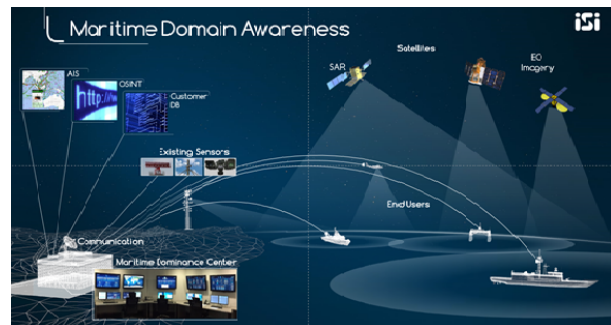 Maritime Domain Awareness
iSi
AIS
OSINT
Customer
DB
http://
Existing Sensors
SAR
Satellites
EO
Imagery
End Users
Communication
Maritime Dominance Center